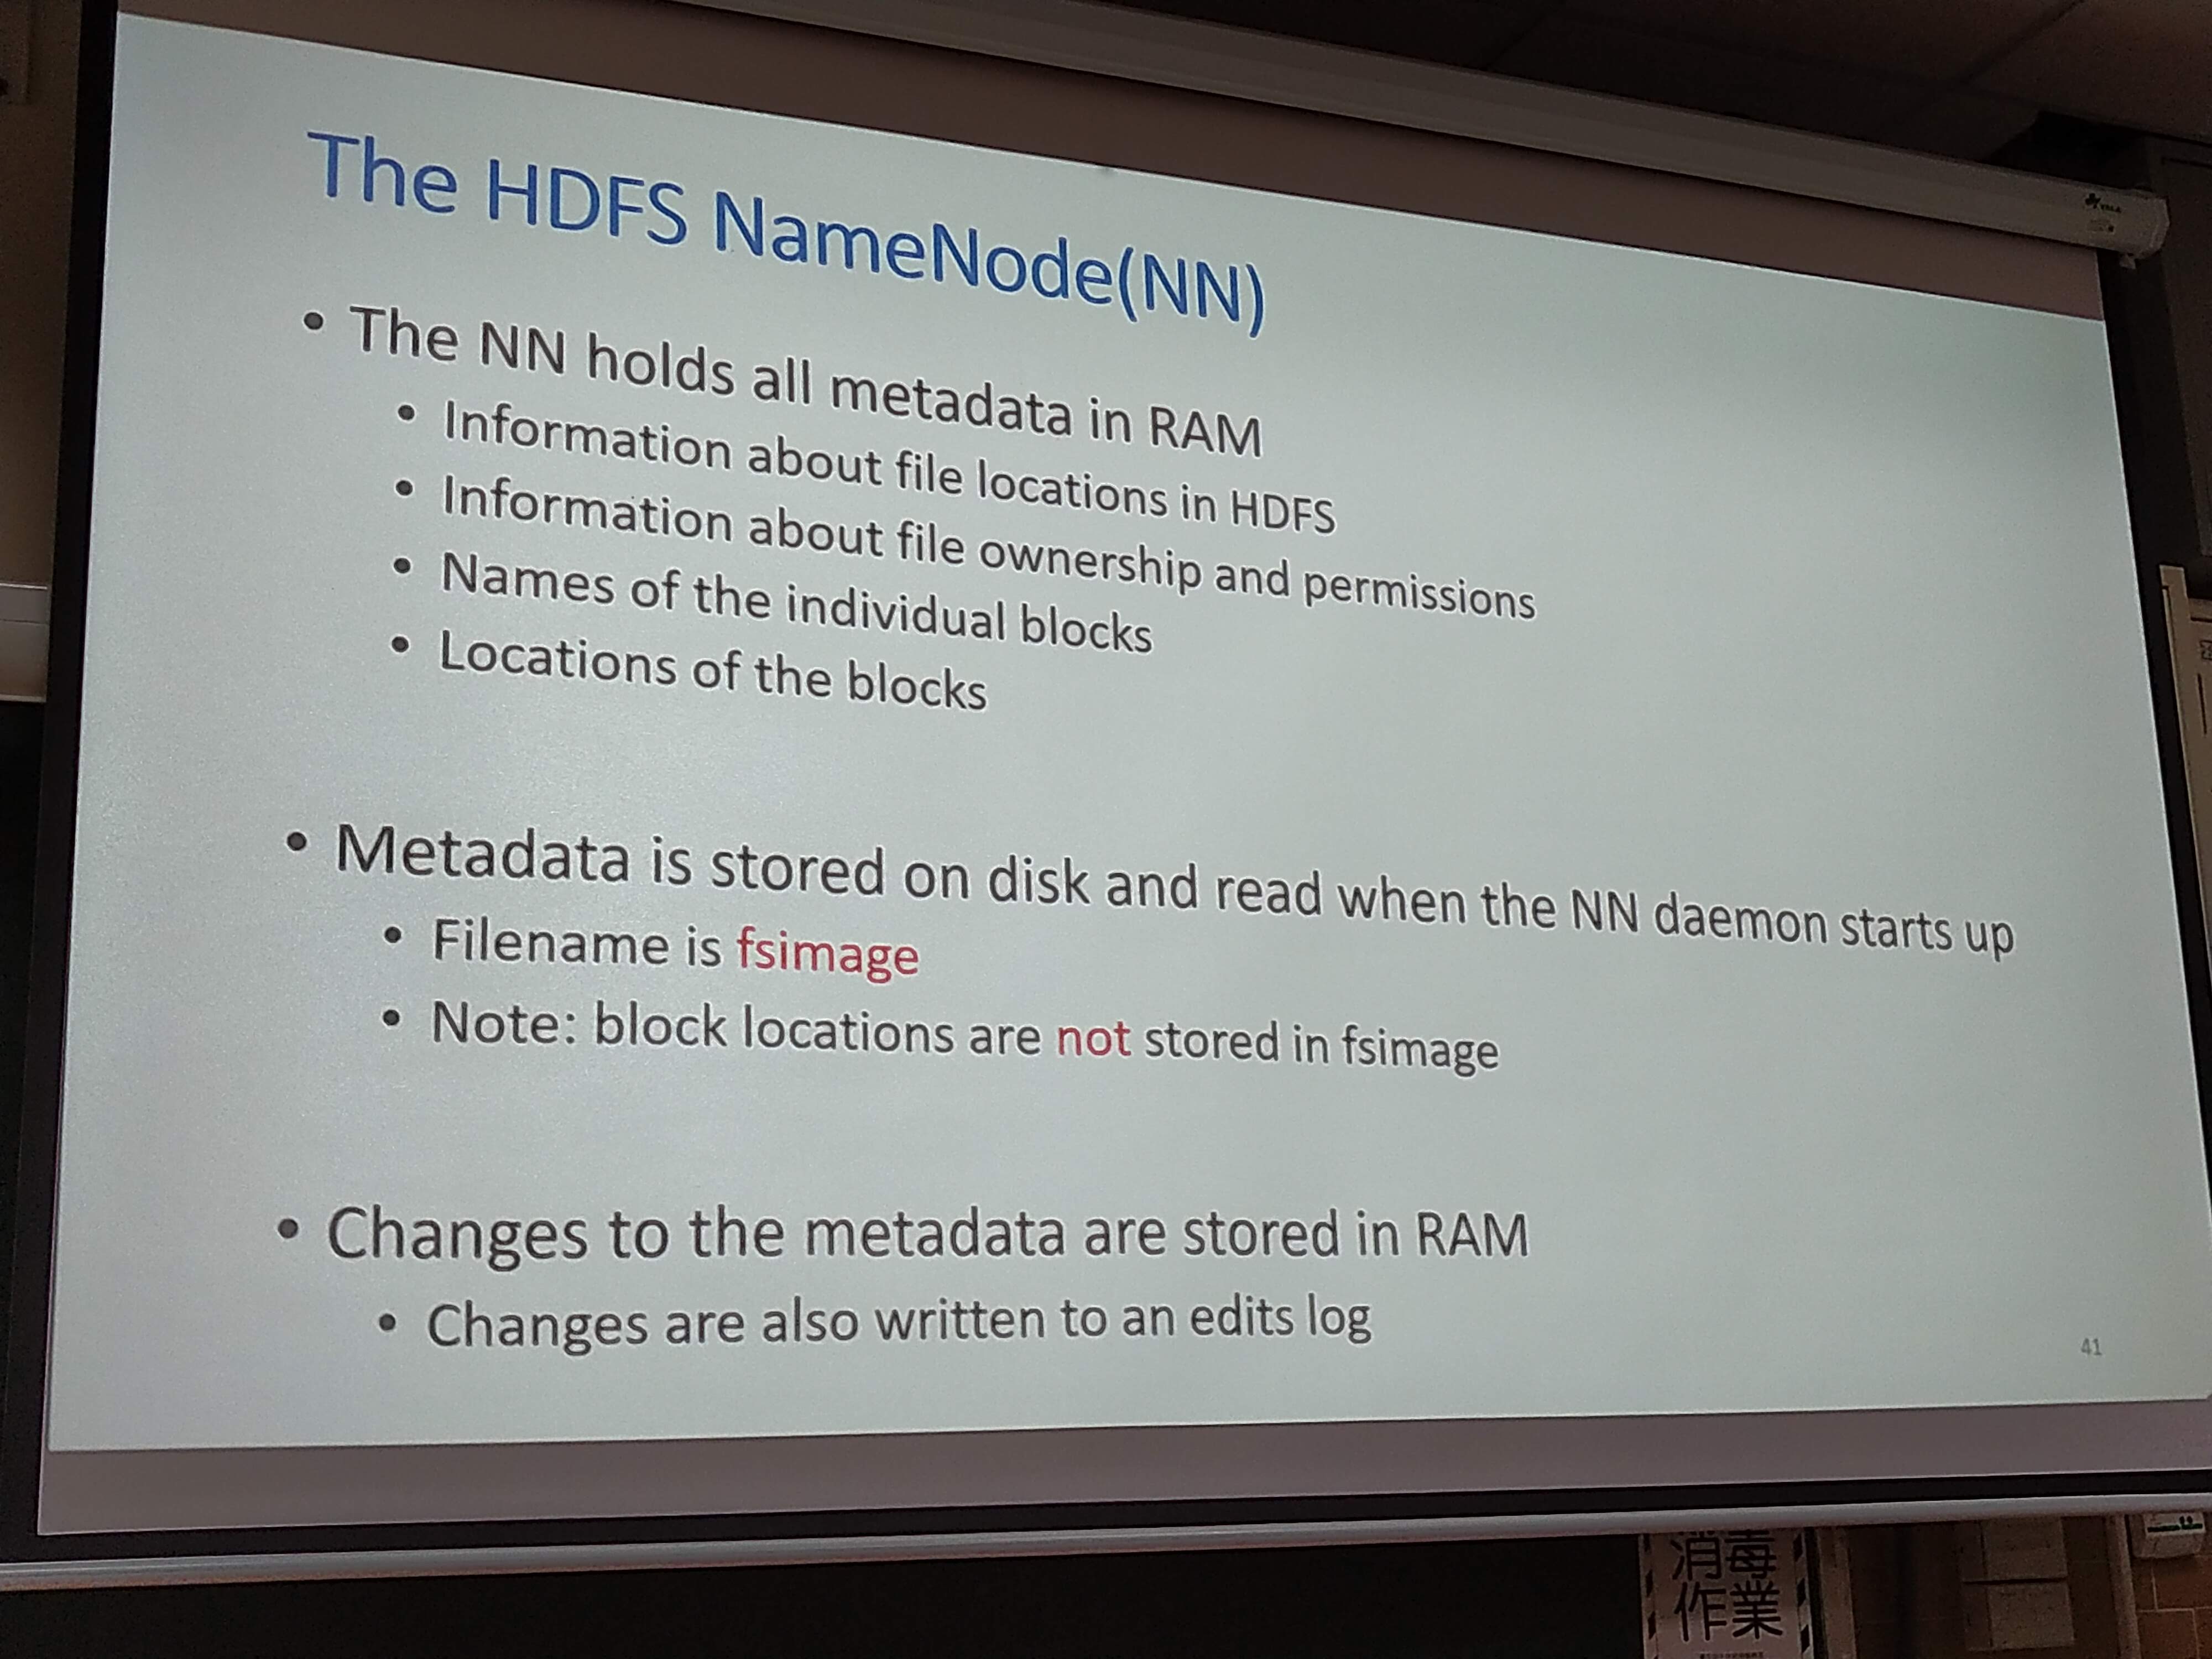 The HDFS NameNode(NN)
• The NN holds all metadata in RAM
• Information about file locations in HDFS
• Information about file ownership and permissions
• Names of the individual blocks
• Locations of the blocks
• Metadata is stored on disk and read when the NN daemon starts up
• Filename is fsimage
• Note: block locations are not stored in fsimage
• Changes to the metadata are stored in RAM
• Changes are also written to an edits log
41
消毒
作業